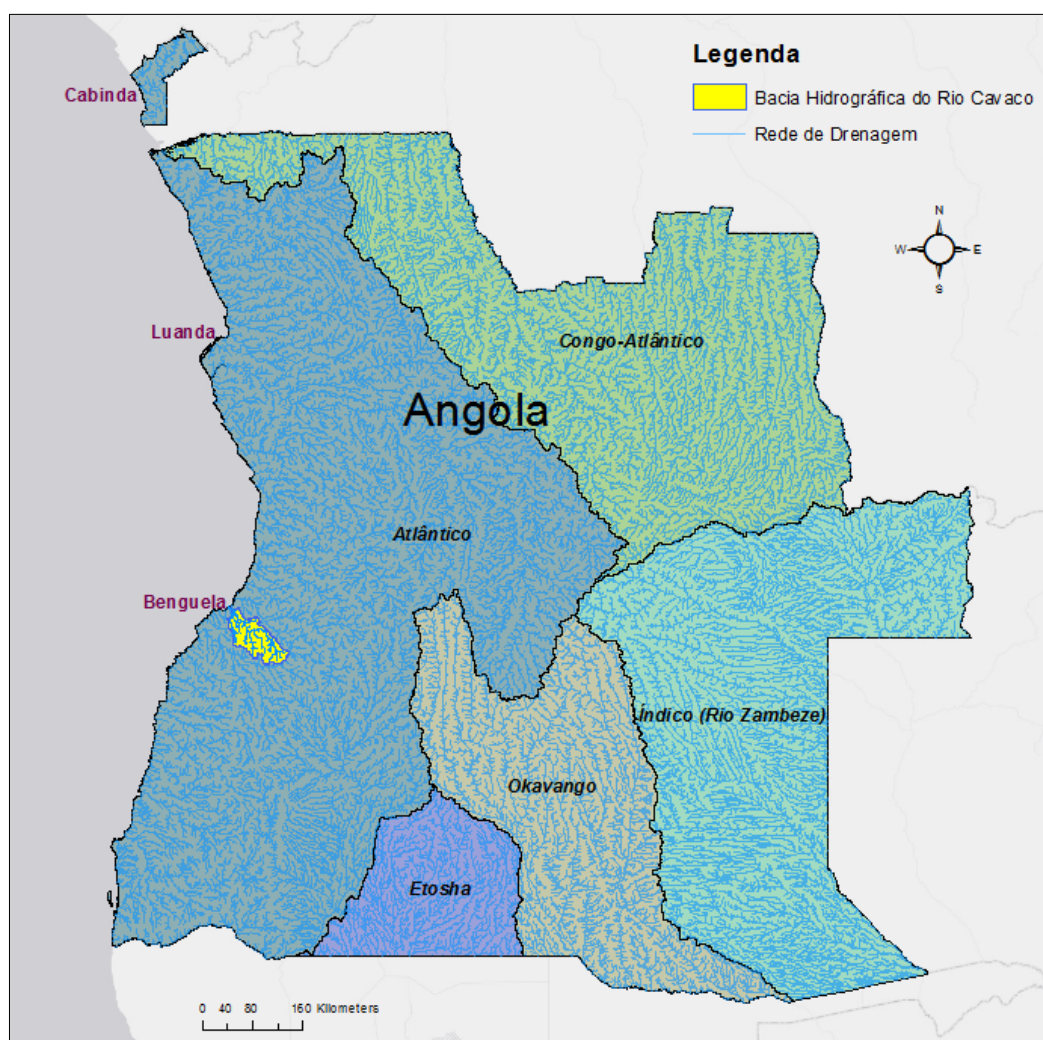 Legenda
Bacia Hidrográfica do Rio Cavaco
Rede de Drenagem
Cabinda
N
W
E
S
Luanda
Congo-Atlântico
Angola
Atlântico
Benguela
Índico (Rio Zambeze)
Okavango
Etosha
0 40 80 160 Kilometers